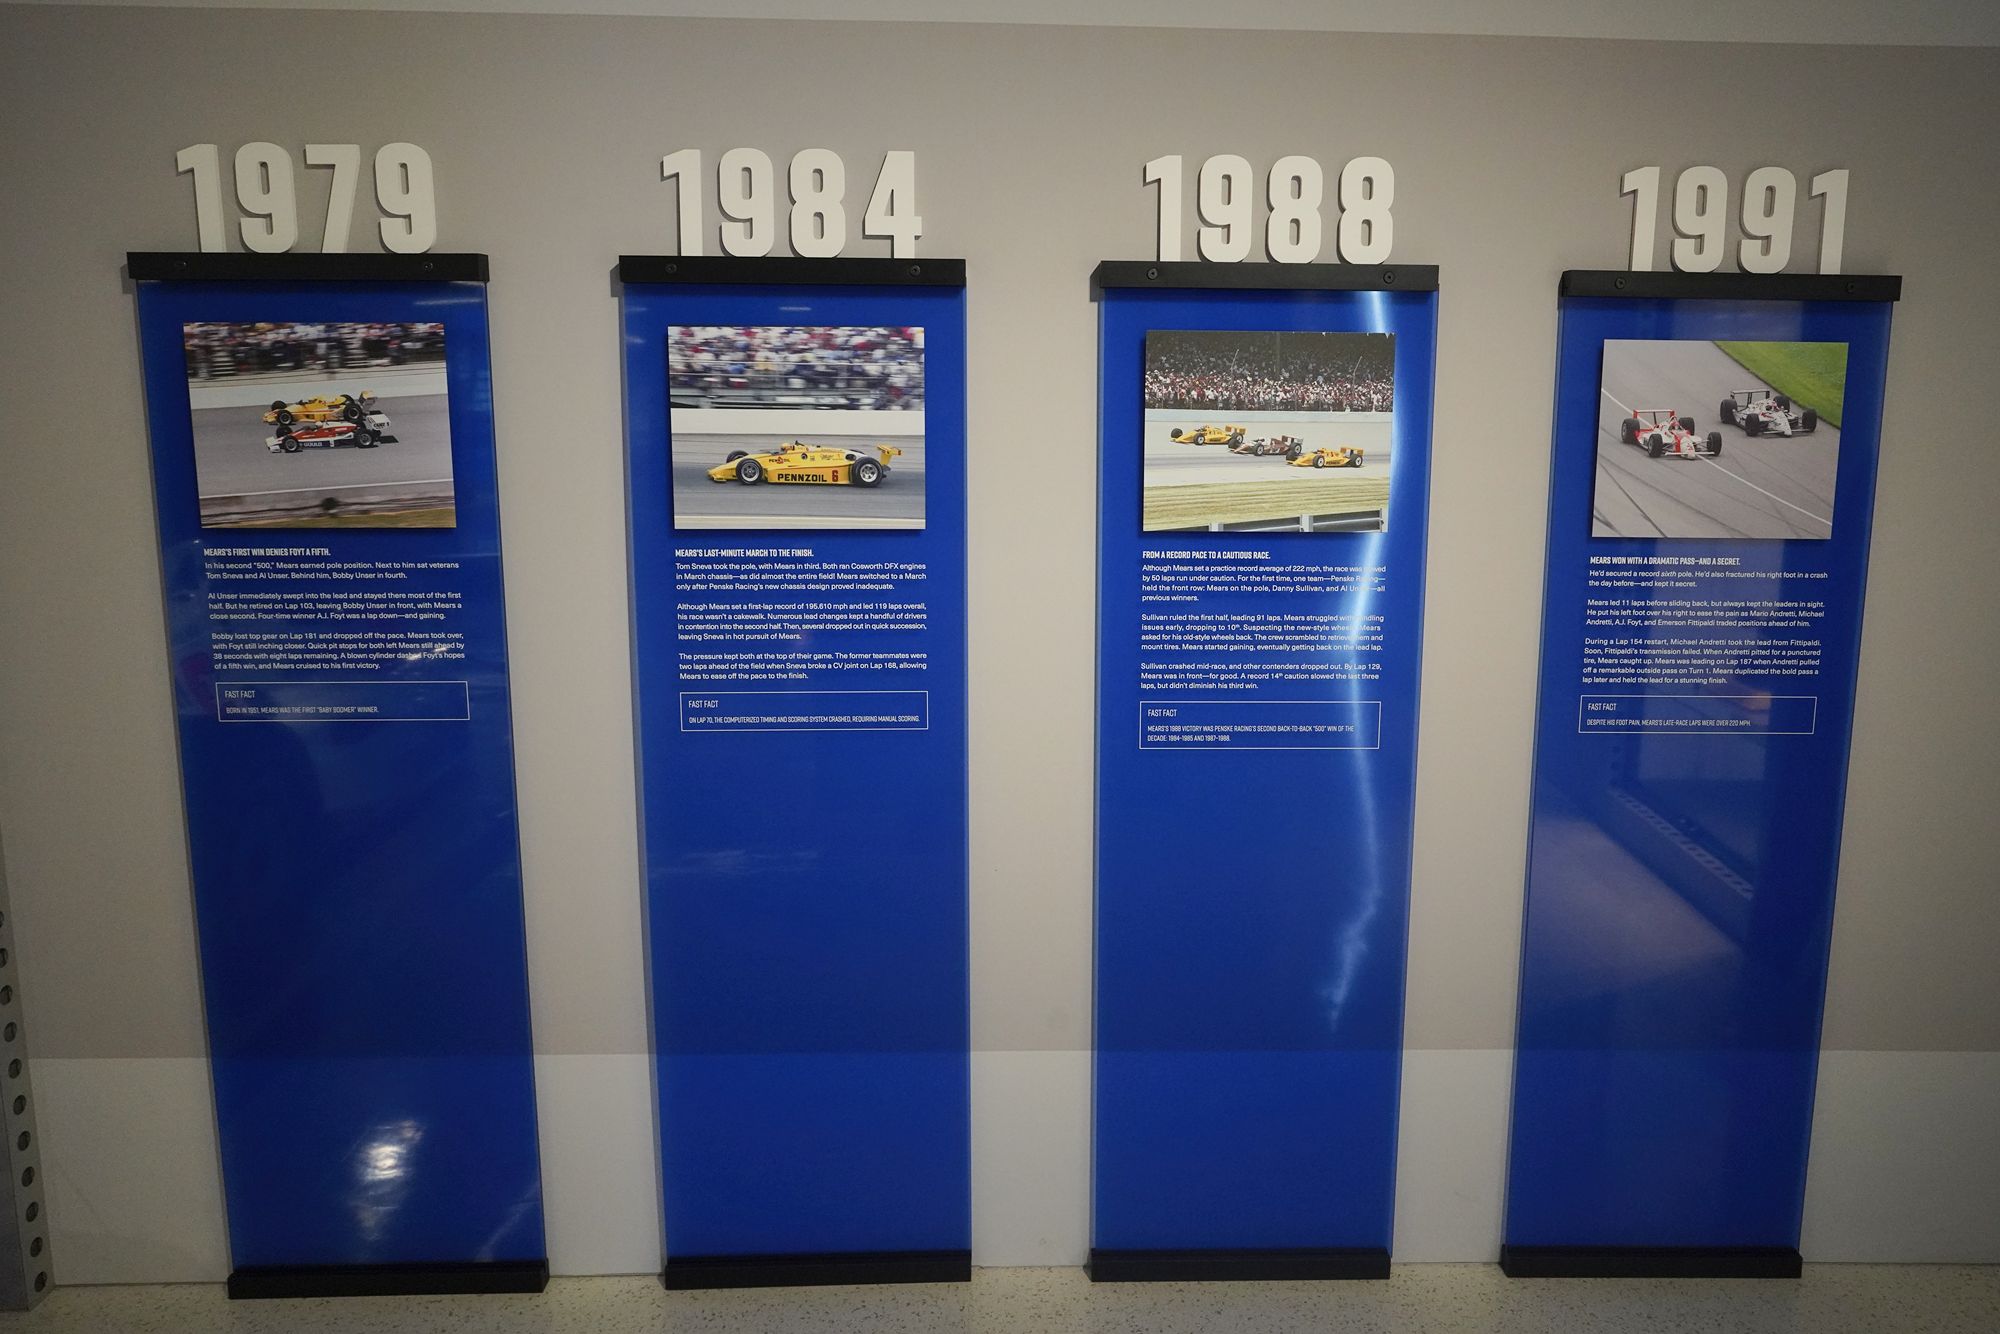 1979
MEARS'S FIRST WIN DENIES FOYT A FIFTH.
In his second "500," Mears earned pole position. Next to him sat veterans
Tom Sneva and Al Unser. Behind him, Bobby Unser in fourth.
Al Unser immediately swept into the lead and stayed there most of the first
half. But he retired on Lap 103, leaving Bobby Unser in front, with Mears a
close second. Four-time winner A.J. Foyt was a lap down—and gaining.
Bobby lost top gear on Lap 181 and dropped off the pace. Mears took over,
with Foyt still inching closer. Quick pit stops for both left Mears still ahead by
38 seconds with eight laps remaining. A blown cylinder dashed Foyt's hopes
of a fifth win, and Mears cruised to his first victory.
FAST FACT
BORN IN 1951, MEARS WAS THE FIRST "BABY BOOMER" WINNER.
1984
PENNZOIL 6
MEARS'S LAST-MINUTE MARCH TO THE FINISH.
Tom Sneva took the pole, with Mears in third. Both ran Cosworth DFX engines
in March chassis—as did almost the entire field! Mears switched to a March
only after Penske Racing's new chassis design proved inadequate.
Although Mears set a first-lap record of 195.610 mph and led 119 laps overall,
his race wasn't a cakewalk. Numerous lead changes kept a handful of drivers
in contention into the second half. Then, several dropped out in quick succession,
leaving Sneva in hot pursuit of Mears.
The pressure kept both at the top of their game. The former teammates were
two laps ahead of the field when Sneva broke a CV joint on Lap 168, allowing
Mears to ease off the pace to the finish.
FAST FACT
ON LAP 70, THE COMPUTERIZED TIMING AND SCORING SYSTEM CRASHED, REQUIRING MANUAL SCORING.
1988
FROM A RECORD PACE TO A CAUTIOUS RACE.
Although Mears set a practice record average of 222 mph, the race was slowed
by 50 laps run under caution. For the first time, one team—Penske Racing—
held the front row: Mears on the pole, Danny Sullivan, and Al Unser—all
previous winners.
Sullivan ruled the first half, leading 91 laps. Mears struggled with handling
issues early, dropping to 10th. Suspecting the new-style wheels, Mears
asked for his old-style wheels back. The crew scrambled to retrieve them and
mount tires. Mears started gaining, eventually getting back on the lead lap.
Sullivan crashed mid-race, and other contenders dropped out. By Lap 129,
Mears was in front—for good. A record 14th caution slowed the last three
laps, but didn't diminish his third win.
FAST FACT
MEARS'S 1988 VICTORY WAS PENSKE RACING'S SECOND BACK-TO-BACK "500" WIN OF THE
DECADE: 1984-1985 AND 1987-1988.
1991
MEARS WON WITH A DRAMATIC PASS—AND A SECRET.
He'd secured a record sixth pole. He'd also fractured his right foot in a crash
the day before—and kept it secret.
Mears led 11 laps before sliding back, but always kept the leaders in sight.
He put his left foot over his right to ease the pain as Mario Andretti, Michael
Andretti, A.J. Foyt, and Emerson Fittipaldi traded positions ahead of him.
During a Lap 154 restart, Michael Andretti took the lead from Fittipaldi.
Soon, Fittipaldi's transmission failed. When Andretti pitted for a punctured
tire, Mears caught up. Mears was leading on Lap 187 when Andretti pulled
off a remarkable outside pass on Turn 1. Mears duplicated the bold pass a
lap later and held the lead for a stunning finish.
FAST FACT
DESPITE HIS FOOT PAIN, MEARS'S LATE-RACE LAPS WERE OVER 220 MPH.